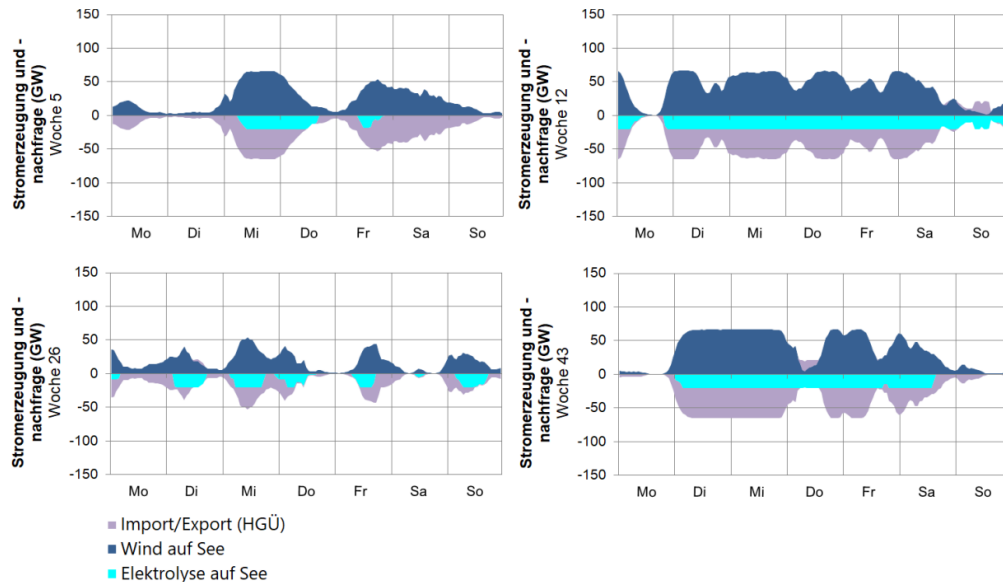 Stromerzeugung und -
nachfrage (GW)
Woche 5
150
100
50
0
-50
-100
-150
Mo Di Mi Do Fr Sa So
Stromerzeugung und -
nachfrage (GW)
Woche 12
150
100
50
0
-50
-100
-150
Mo Di Mi Do Fr Sa So
Stromerzeugung und -
nachfrage (GW)
Woche 26
150
100
50
0
-50
-100
-150
Mo Di Mi Do Fr Sa So
Stromerzeugung und -
nachfrage (GW)
Woche 43
150
100
50
0
-50
-100
-150
Mo Di Mi Do Fr Sa So
Import/Export (HGÜ)
Wind auf See
Elektrolyse auf See